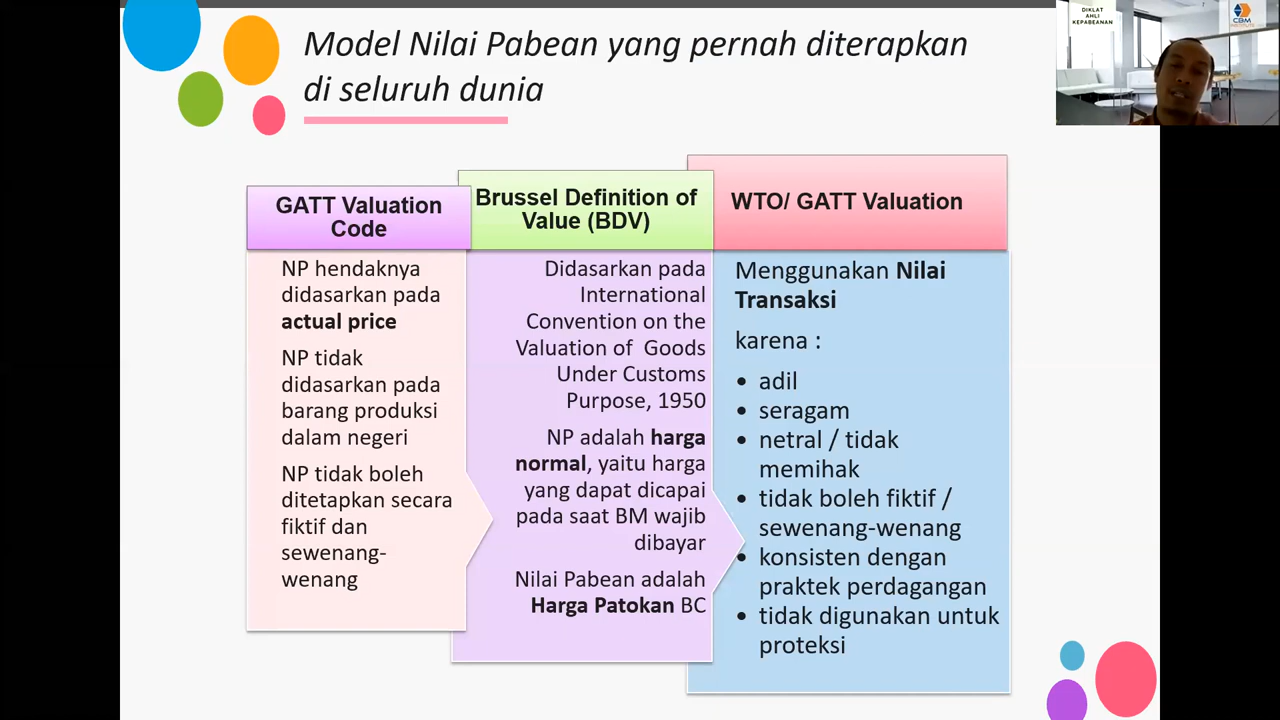 Model Nilai Pabean yang pernah diterapkan
di seluruh dunia
DIKLAT
AHLI
KEPABEANAN
CBM
INSTITUTE
GATT Valuation
Code
NP hendaknya
didasarkan pada
actual price
NP tidak
didasarkan pada
barang produksi
dalam negeri
NP tidak boleh
ditetapkan secara
fiktif dan
sewenang-
wenang
Brussel Definition of
Value (BDV)
Didasarkan pada
International
Convention on the
Valuation of Goods
Under Customs
Purpose, 1950
NP adalah harga
normal, yaitu harga
yang dapat dicapai
pada saat BM wajib
dibayar
Nilai Pabean adalah
Harga Patokan BC
WTO/ GATT Valuation
Menggunakan Nilai
Transaksi
karena :
• adil
• seragam
• netral / tidak
memihak
• tidak boleh fiktif /
sewenang-wenang
• konsisten dengan
praktek perdagangan
• tidak digunakan untuk
proteksi